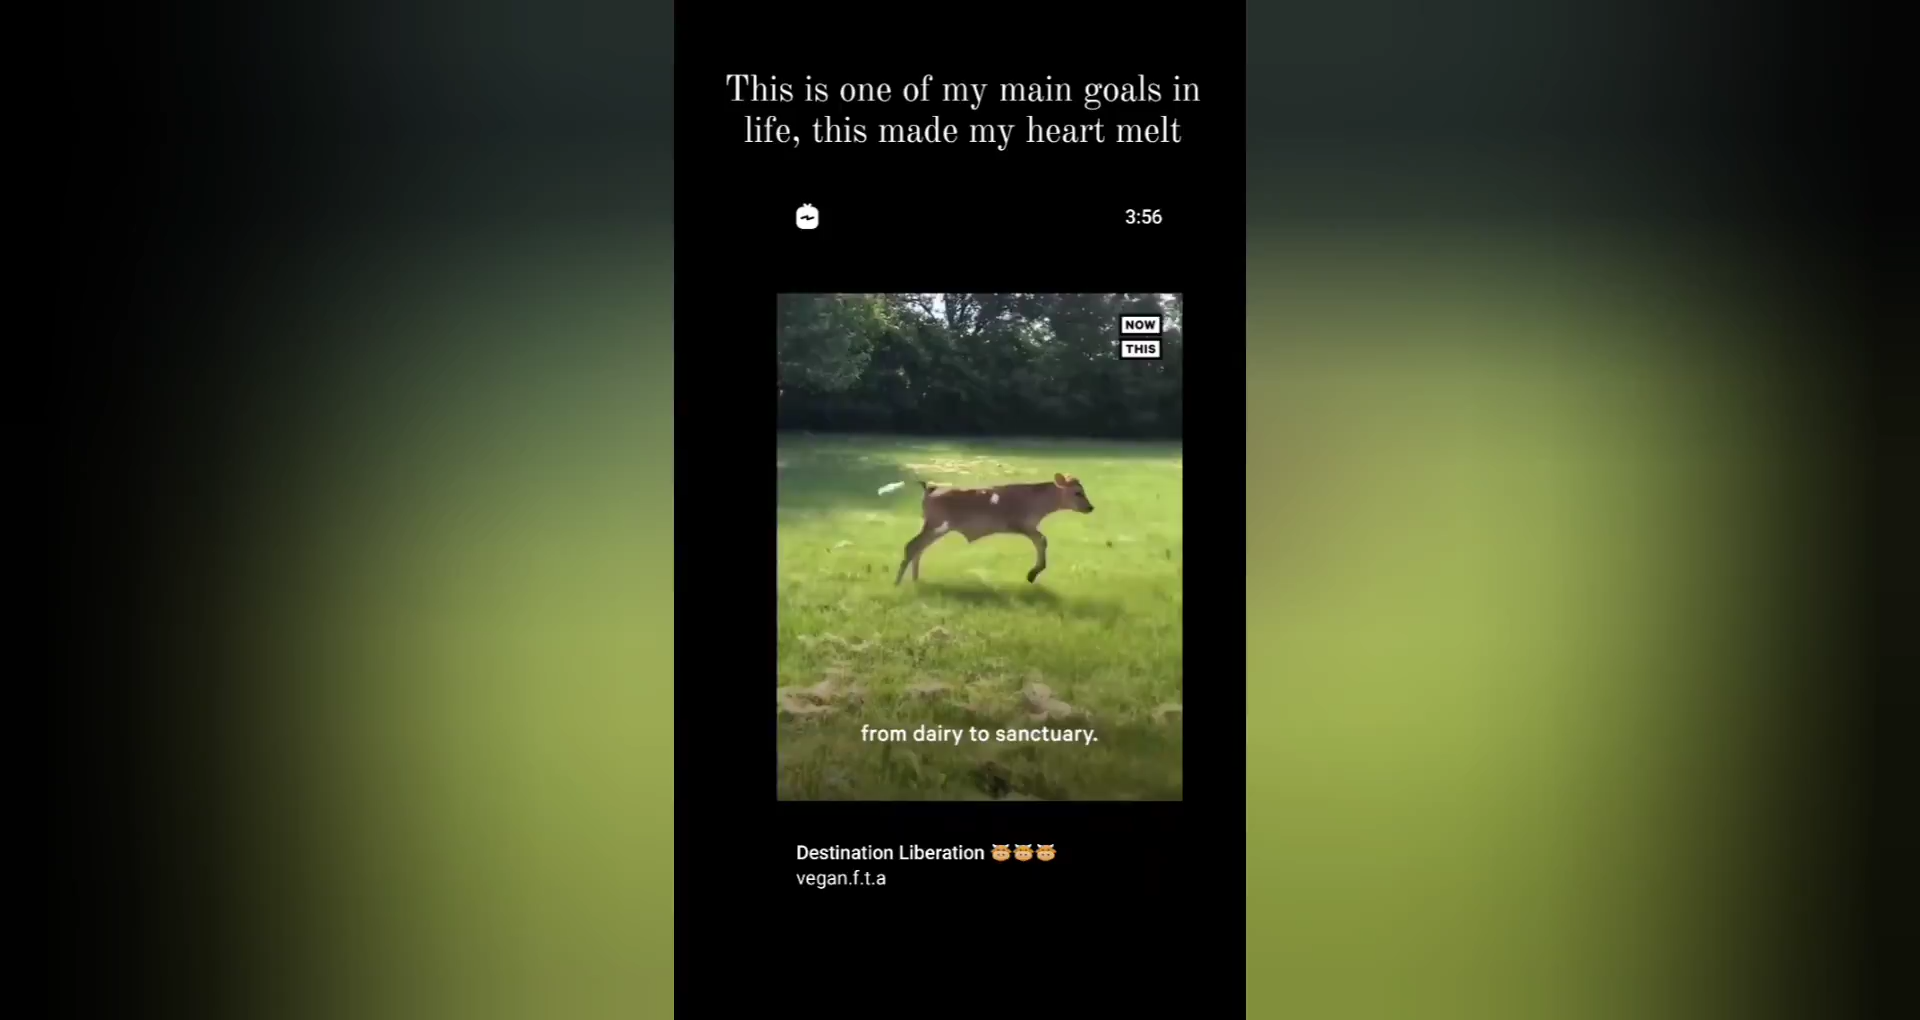 This is one of my main goals in
life, this made my heart melt
3:56
NOW
THIS
from dairy to sanctuary.
Destination Liberation 🐮🐮🐮
vegan.f.t.a